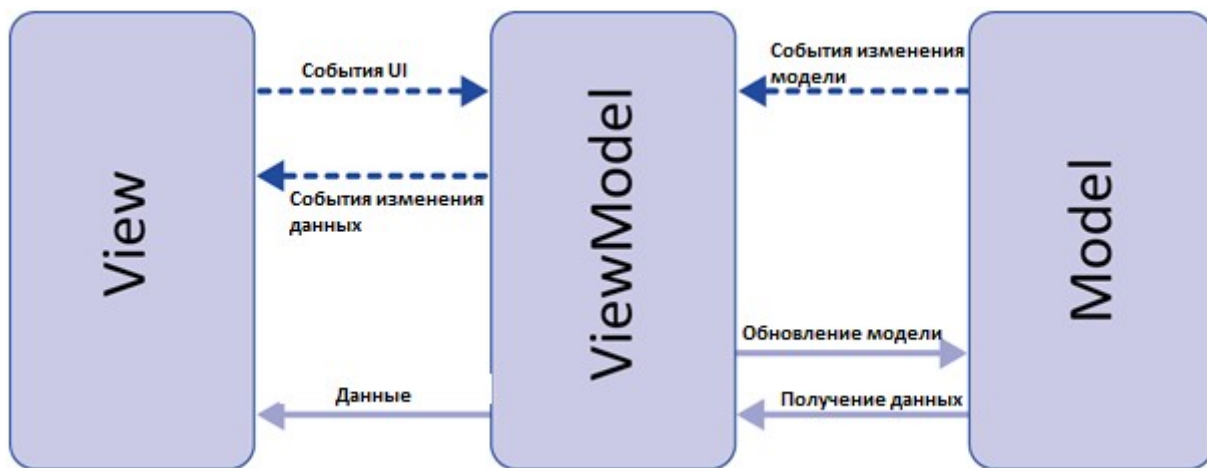 View
События UI
События изменения
данных
Данные
ViewModel
События изменения
модели
Обновление модели
Получение данных
Model